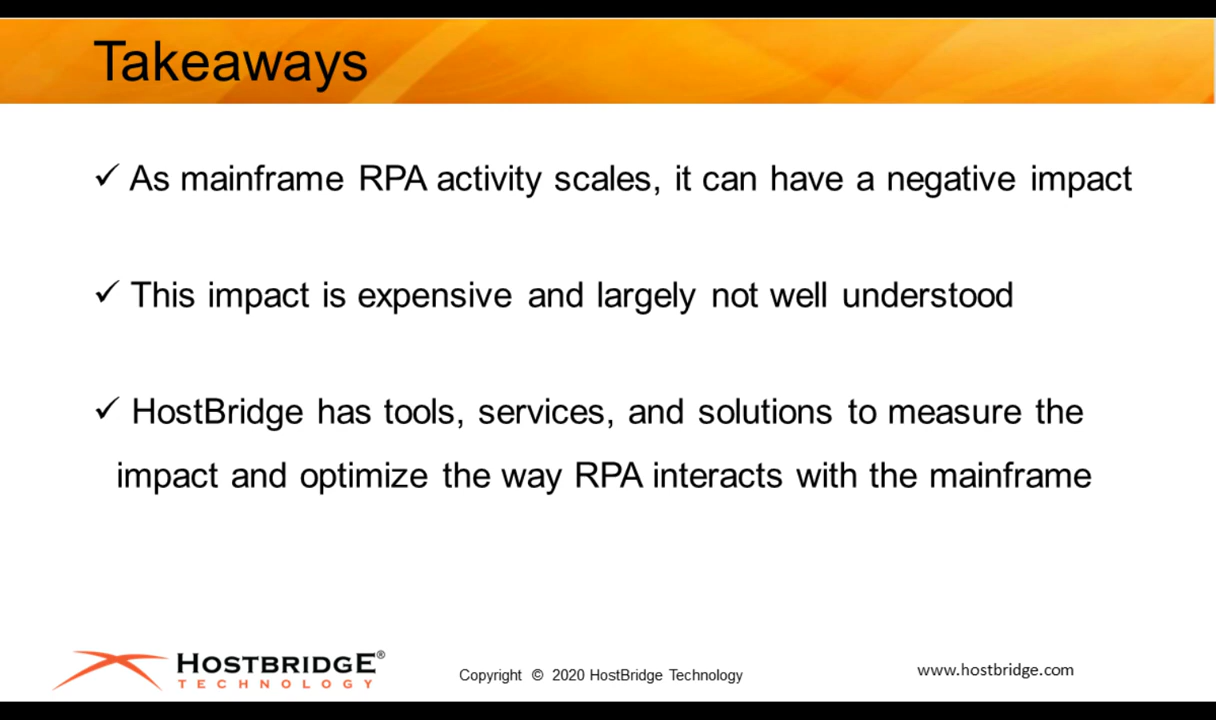 Takeaways
✓ As mainframe RPA activity scales, it can have a negative impact
✓ This impact is expensive and largely not well understood
✓ HostBridge has tools, services, and solutions to measure the
impact and optimize the way RPA interacts with the mainframe
HOSTBRIDGE®
TECHNOLOGY
Copyright © 2020 HostBridge Technology
www.hostbridge.com